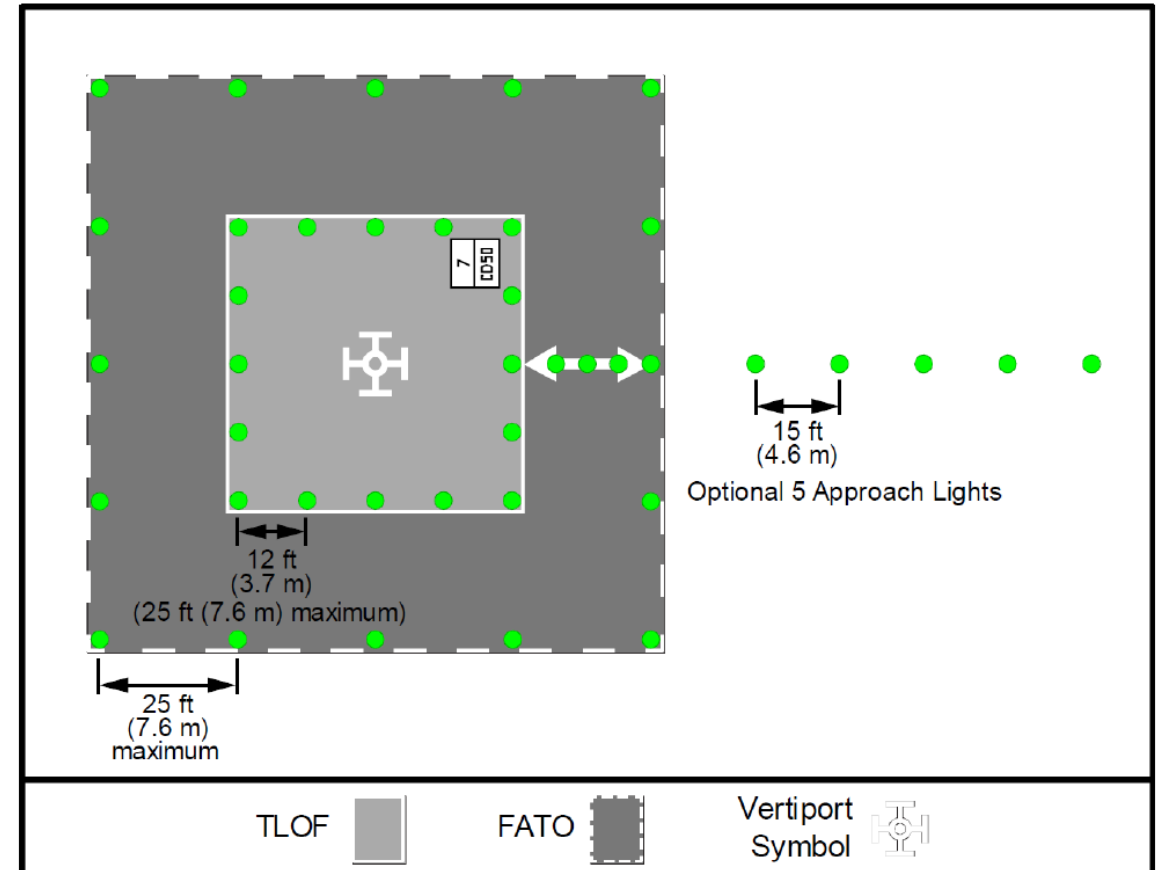 7
CD50
15 ft
(4.6 m)
Optional 5 Approach Lights
12 ft
(3.7 m)
(25 ft (7.6 m) maximum)
25 ft
(7.6 m)
maximum
TLOF
FATO
Vertiport
Symbol